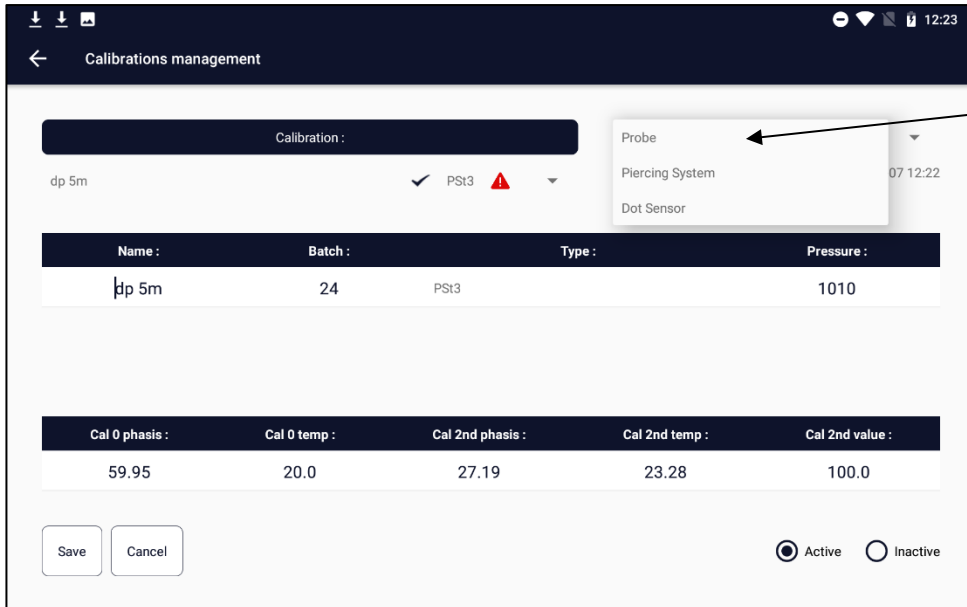 12:23
Calibrations management
Calibration :
Probe
dp 5m PSt3 Piercing System 07 12:22
Dot Sensor
Name : Batch : Type : Pressure :
dp 5m 24 PSt3 1010
Cal 0 phasis : Cal 0 temp : Cal 2nd phasis : Cal 2nd temp : Cal 2nd value :
59.95 20.0 27.19 23.28 100.0
Save Cancel Active Inactive